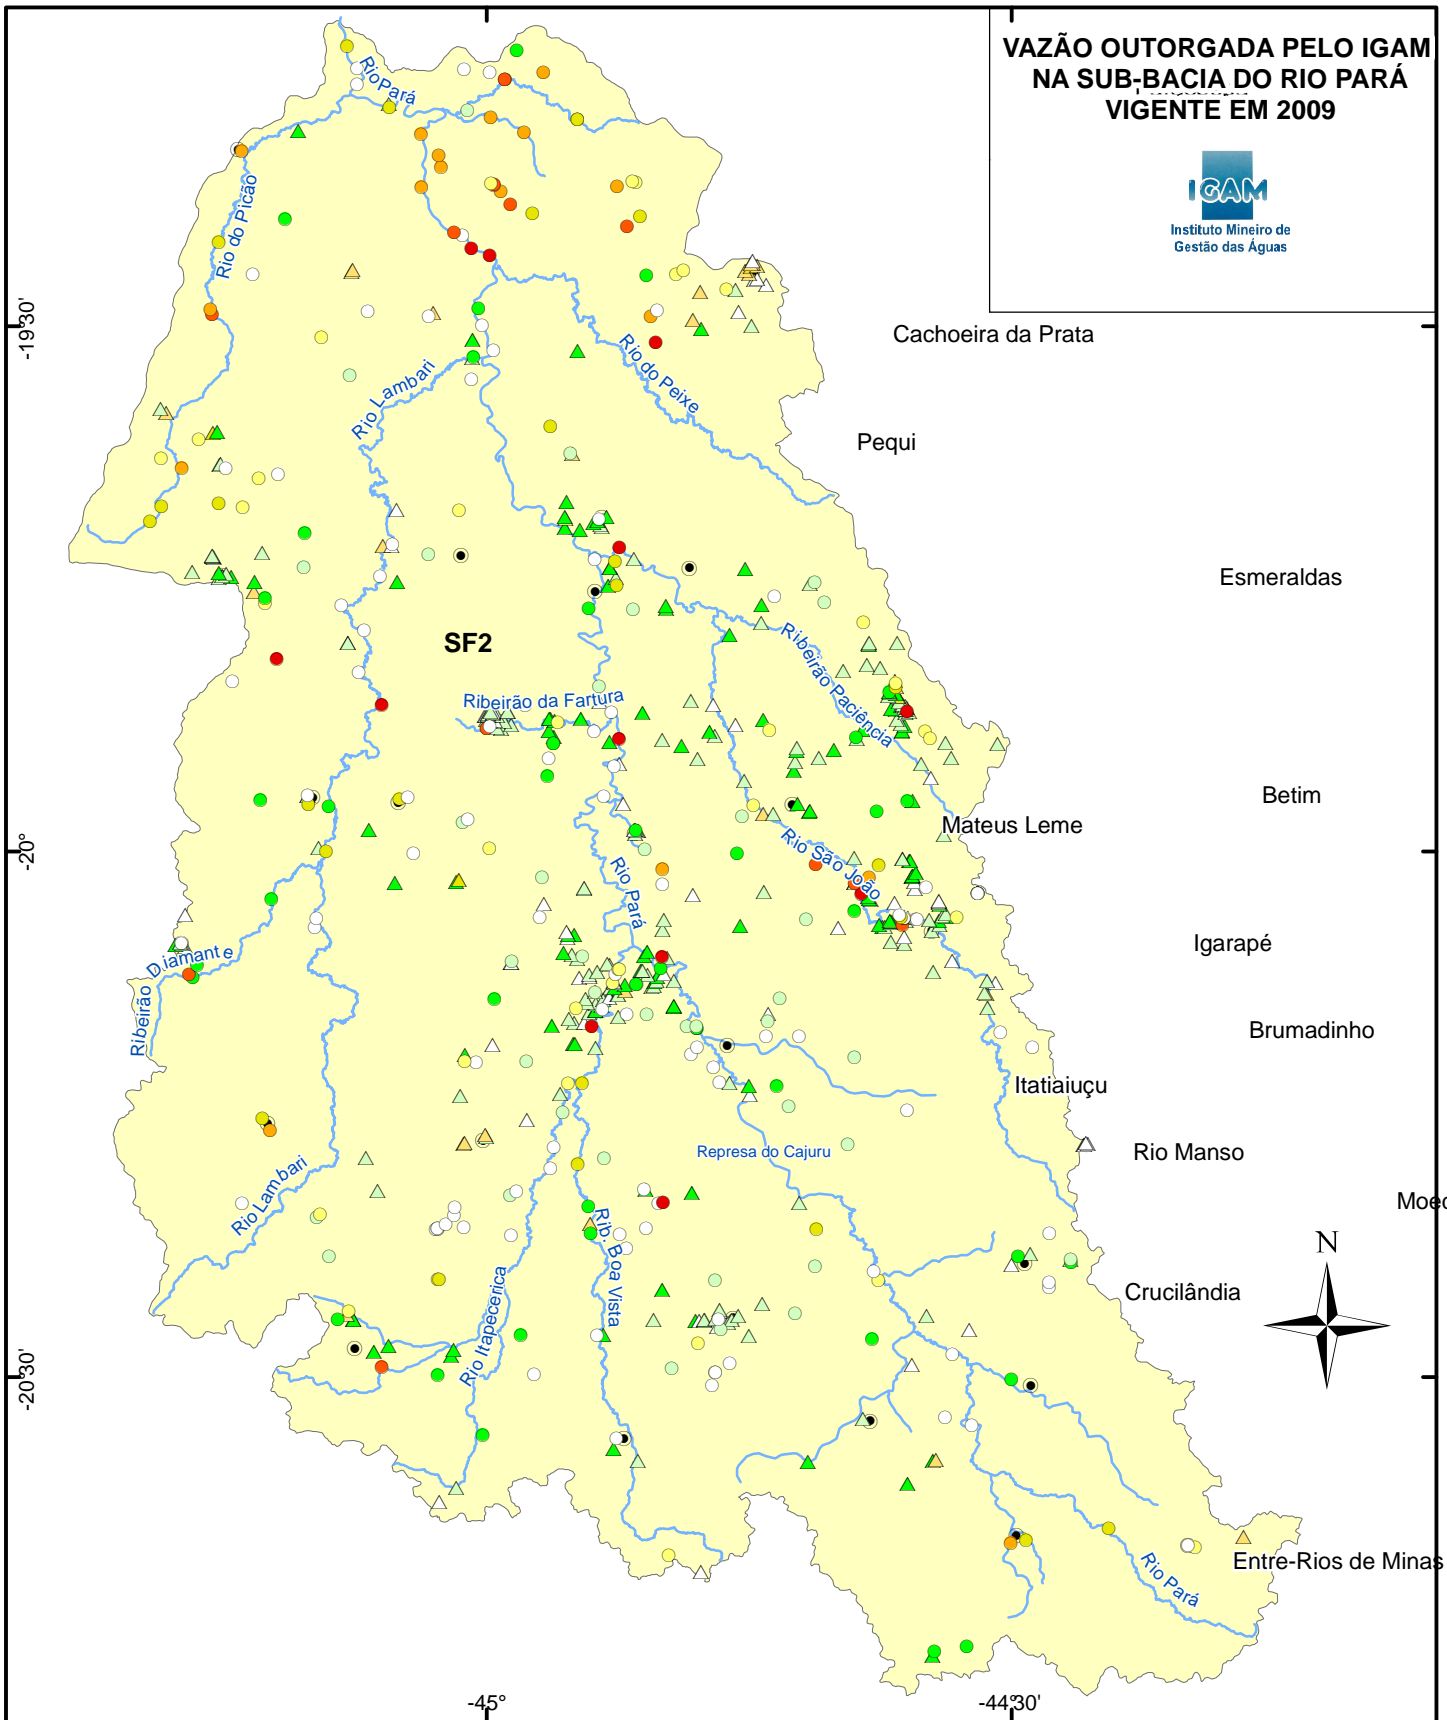 VAZÃO OUTORGADA PELO IGAM
NA SUB-BACIA DO RIO PARÁ
VIGENTE EM 2009
IGAM
Instituto Mineiro de
Gestão das Águas
RioPará
Rio do Picão
-19°30'
Cachoeira da Prata
Rio do Peixe
Rio Lambari
Pequi
Esmeraldas
SF2
Ribeirão Paciência
Ribeirão da Fartura
Betim
Mateus Leme
-20°
Rio São João
Rio Pará
Igarapé
Ribeirão Diamante
Brumadinho
Itatiaiuçu
Represa do Cajuru
Rio Manso
Rio Lambari
Rib. Boa Vista
N
Crucilândia
Rio Itapecerica
-20°30'
Entre-Rios de Minas
Rio Pará
-45°
-44°30'